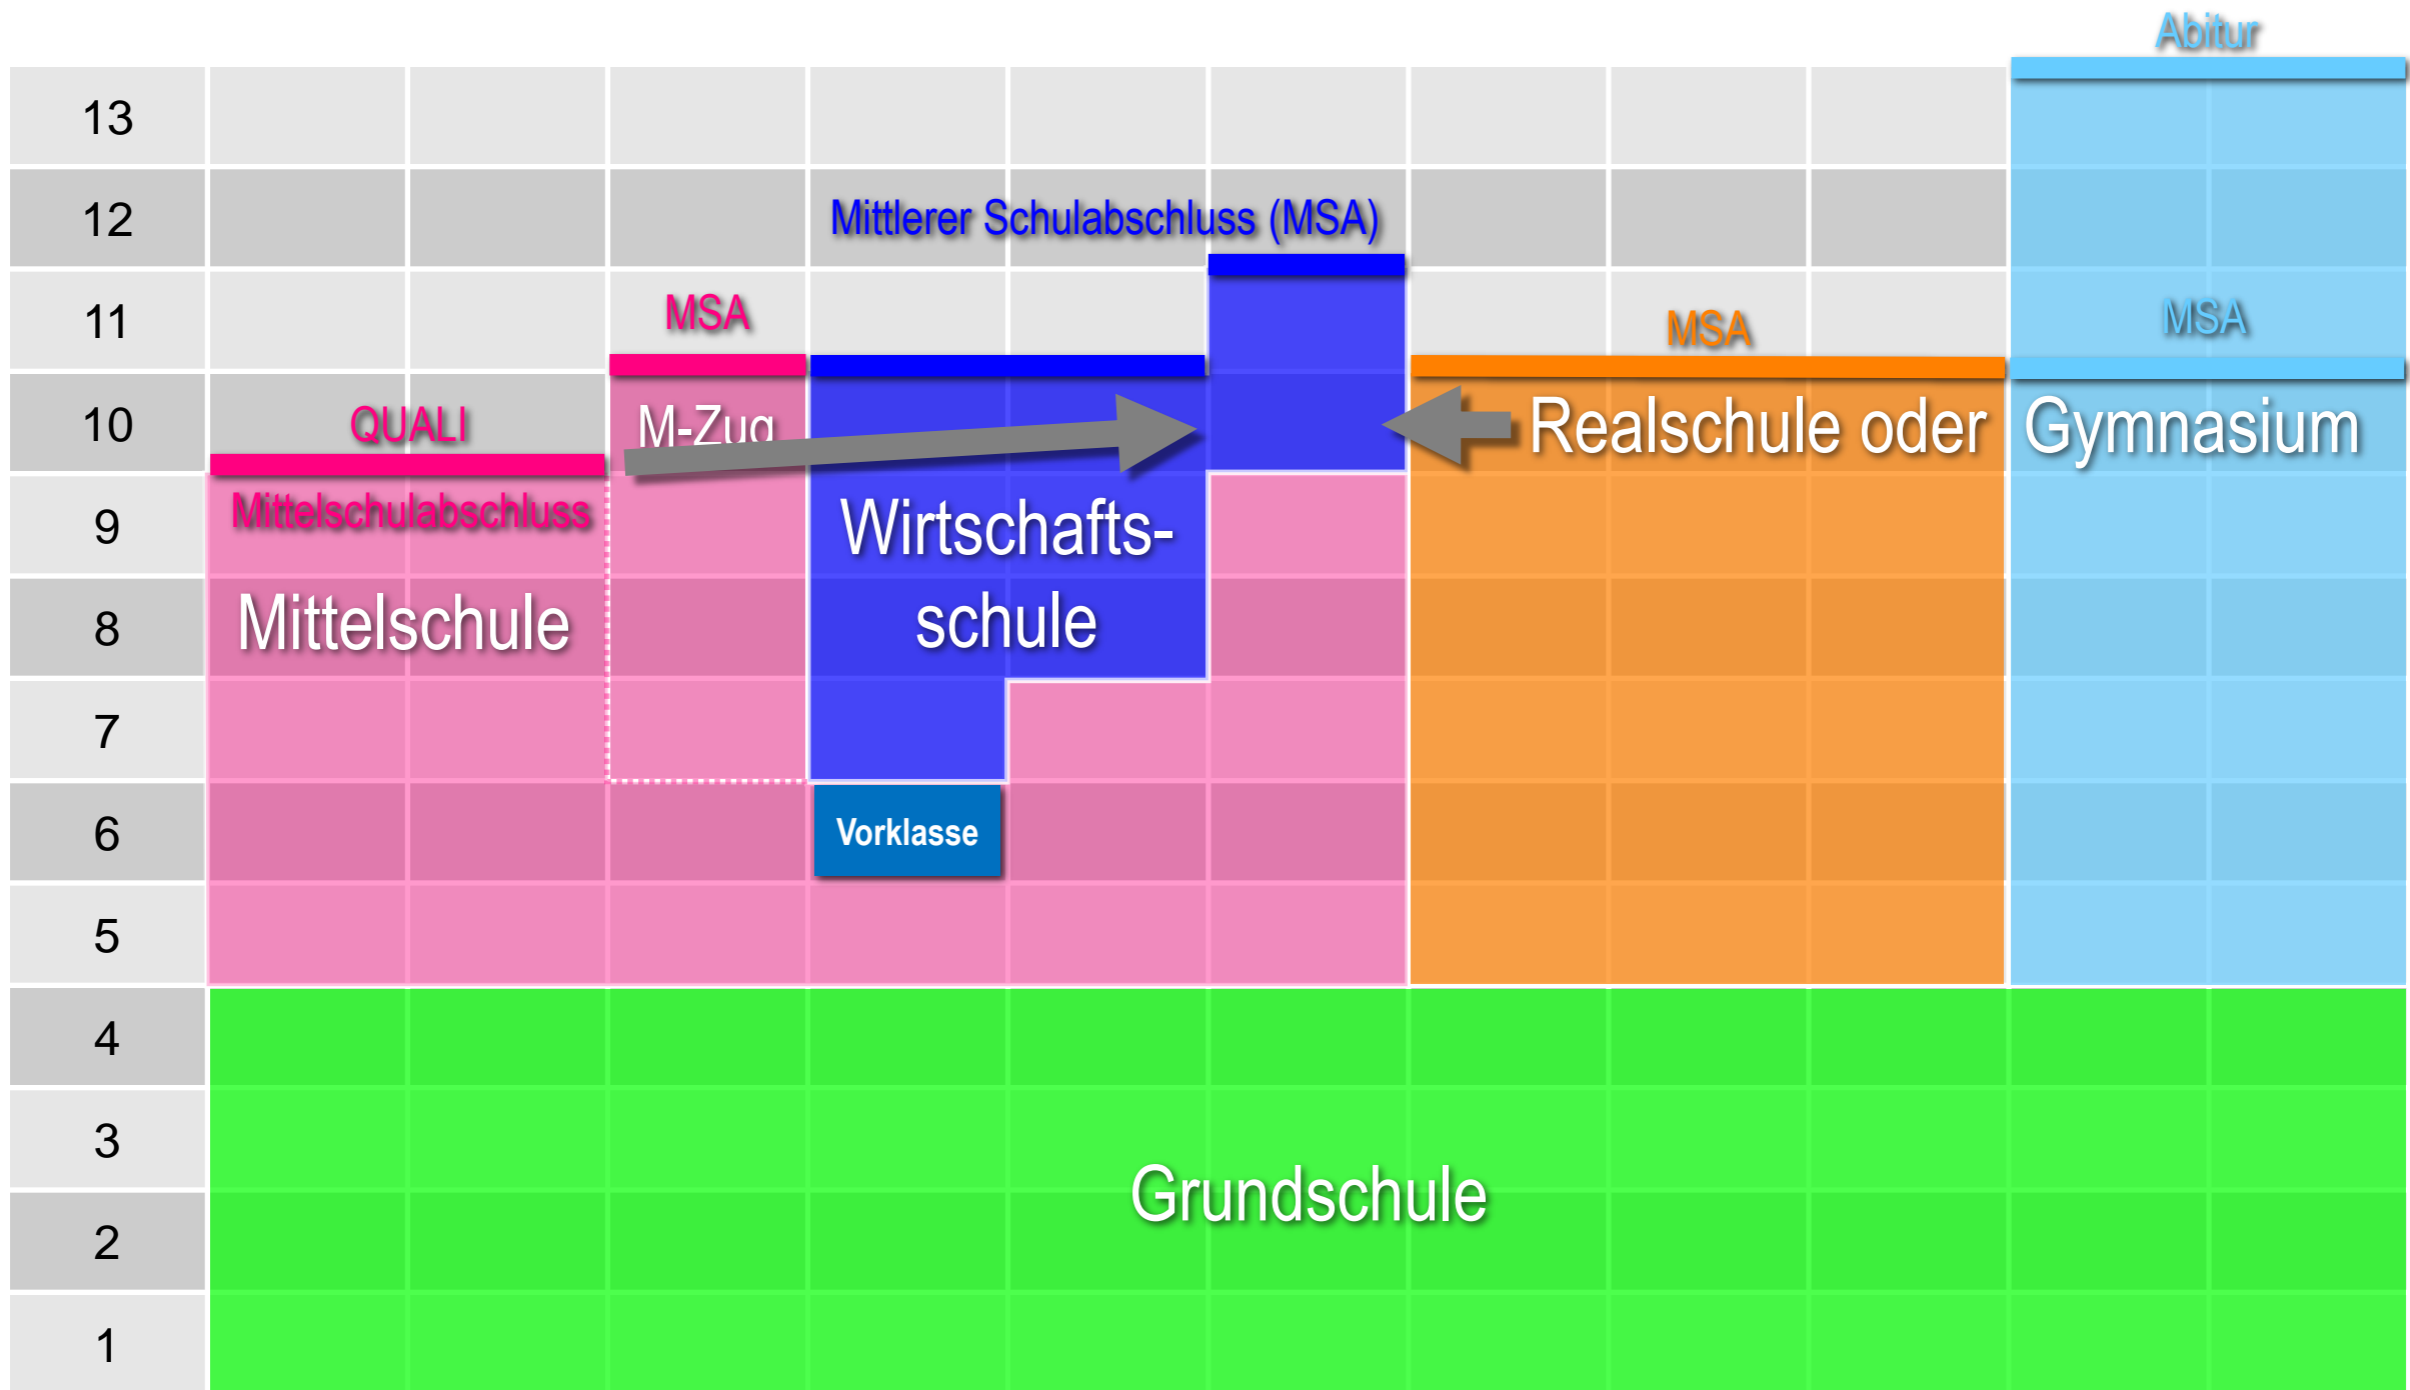 Abitur
13
12
Mittlerer Schulabschluss (MSA)
11
MSA
MSA
MSA
10
QUALI
M-Zug
Realschule oder
Gymnasium
9
Mittelschulabschluss
Wirtschafts-
schule
8
Mittelschule
7
6
Vorklasse
5
4
3
Grundschule
2
1